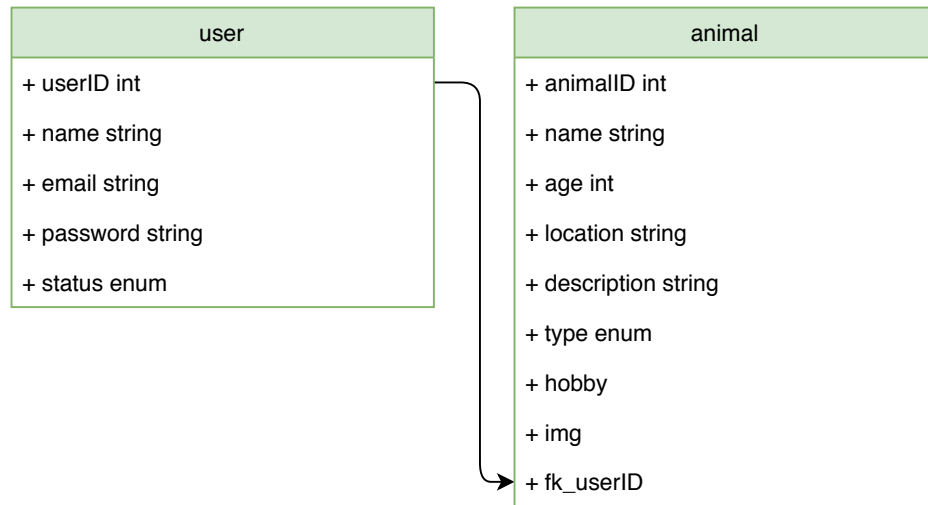 user
+ userID int
+ name string
+ email string
+ password string
+ status enum
animal
+ animalID int
+ name string
+ age int
+ location string
+ description string
+ type enum
+ hobby
+ img
+ fk_userID